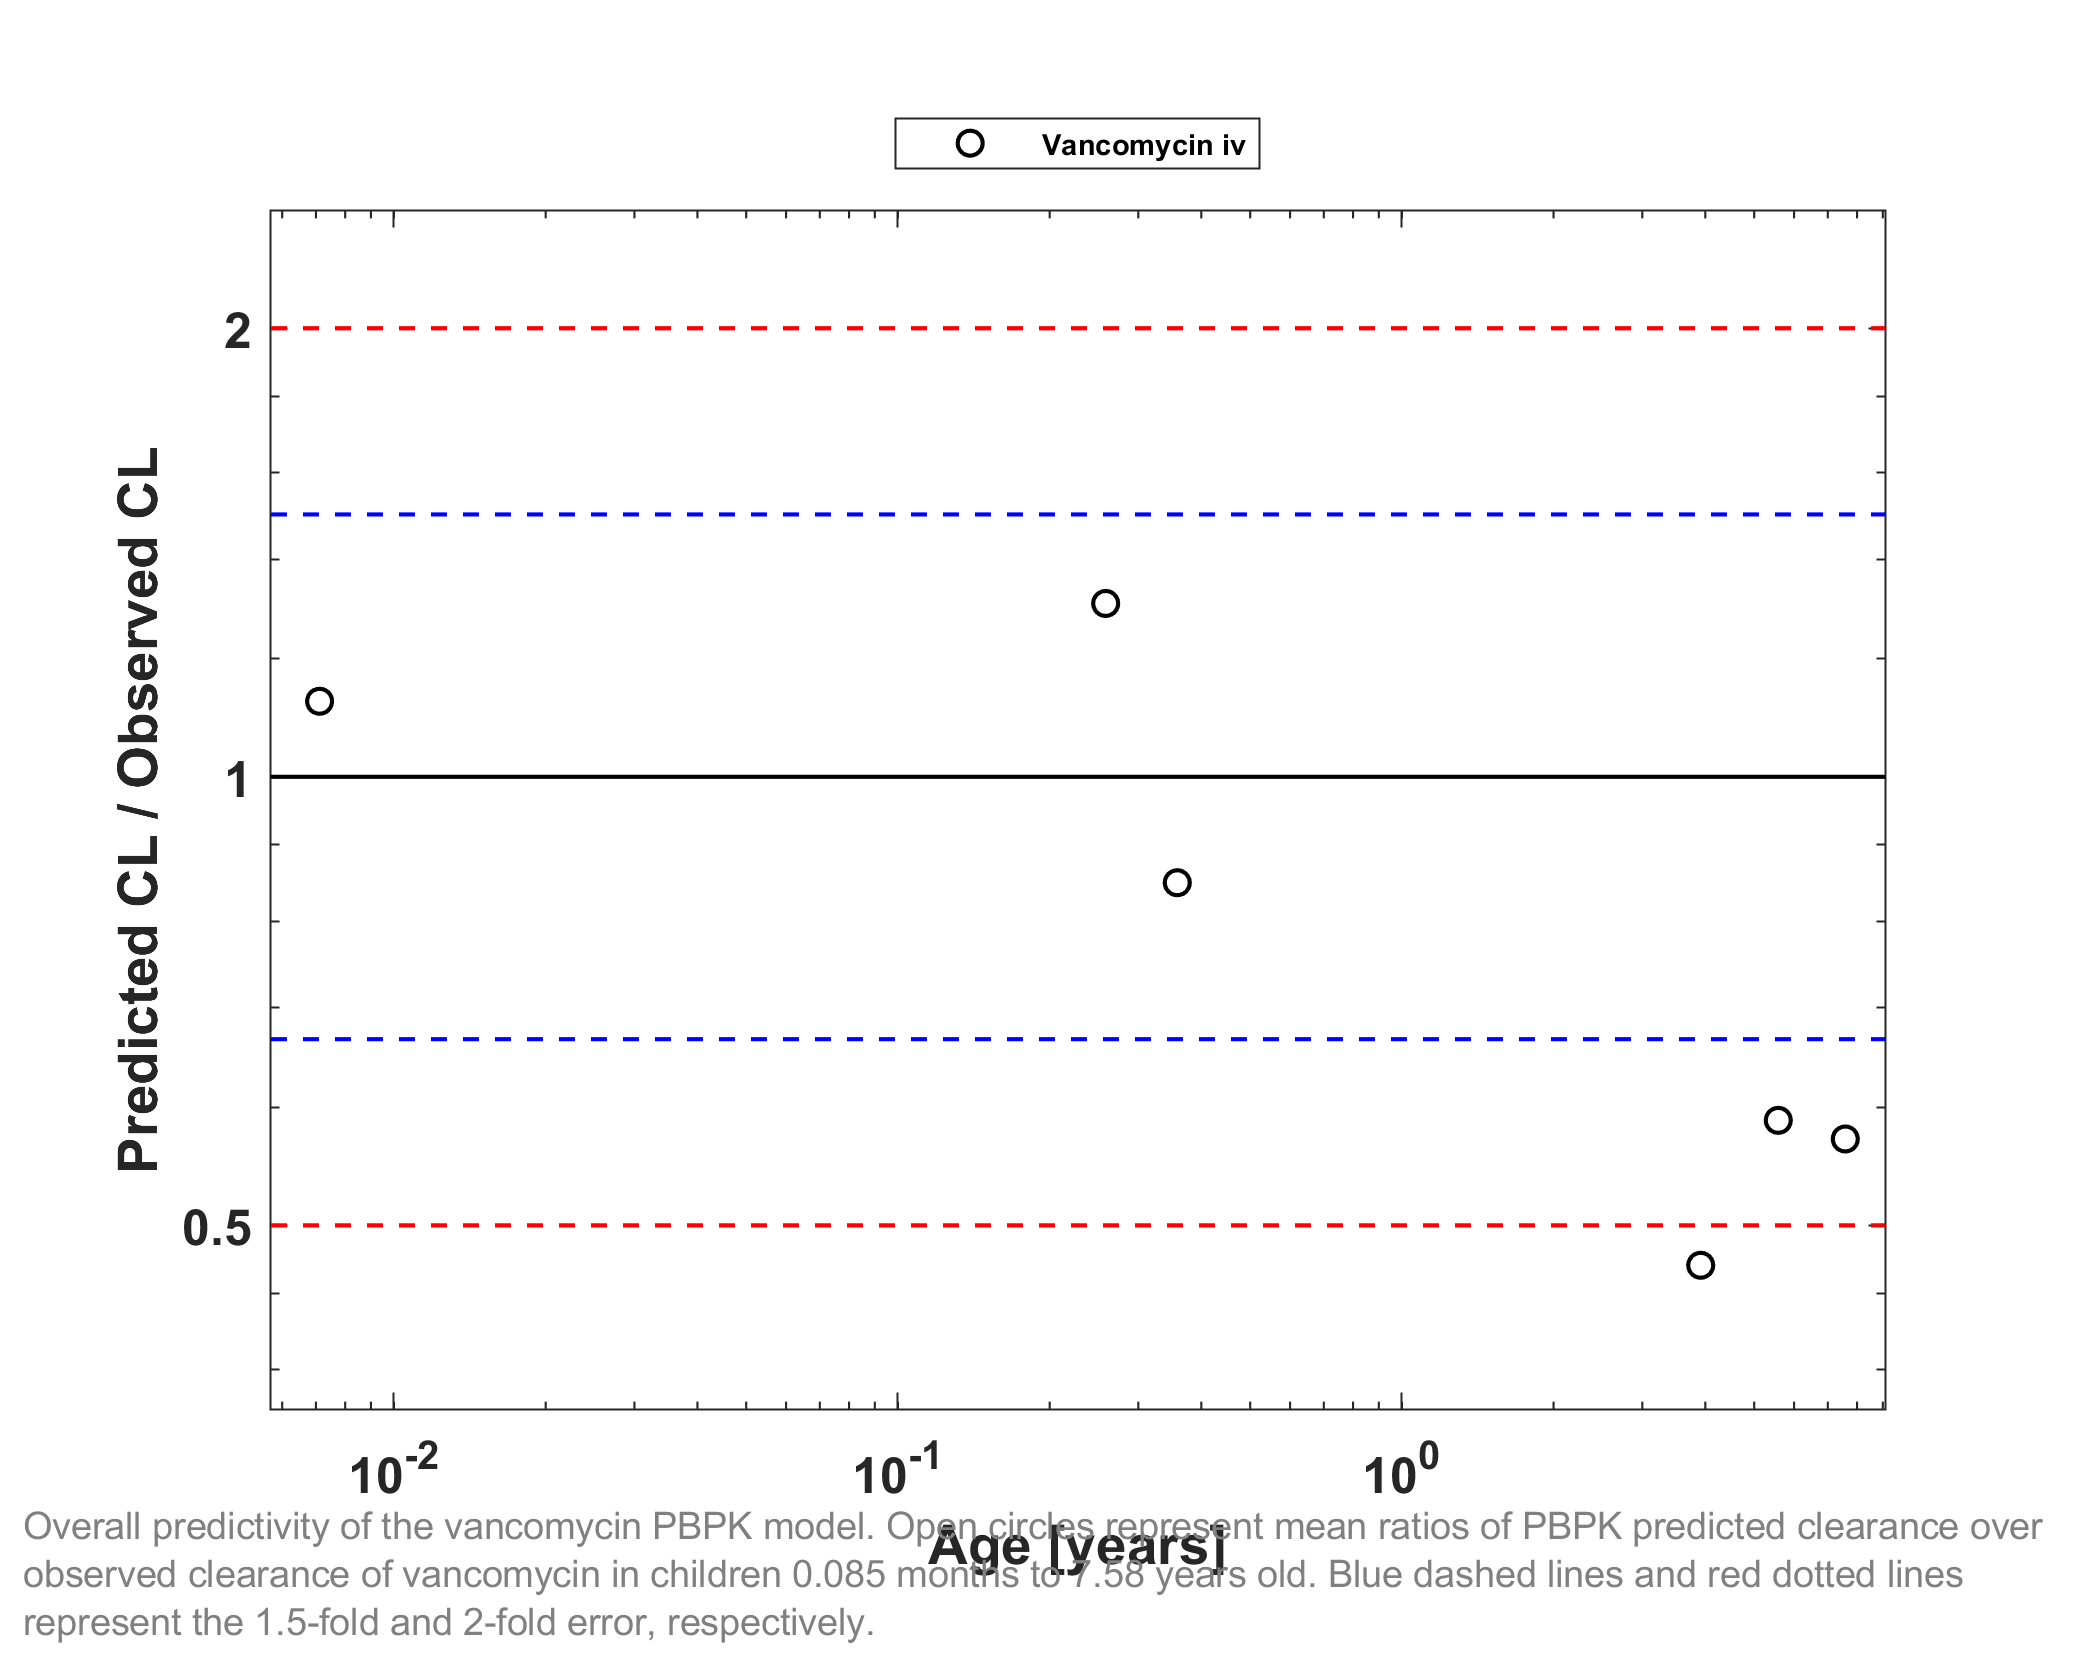 Vancomycin iv
2
1
0.5
Predicted CL / Observed CL
10-2 10-1 100
Age [years]
Overall predictivity of the vancomycin PBPK model. Open circles represent mean ratios of PBPK predicted clearance over
observed clearance of vancomycin in children 0.085 months to 7.58 years old. Blue dashed lines and red dotted lines
represent the 1.5-fold and 2-fold error, respectively.